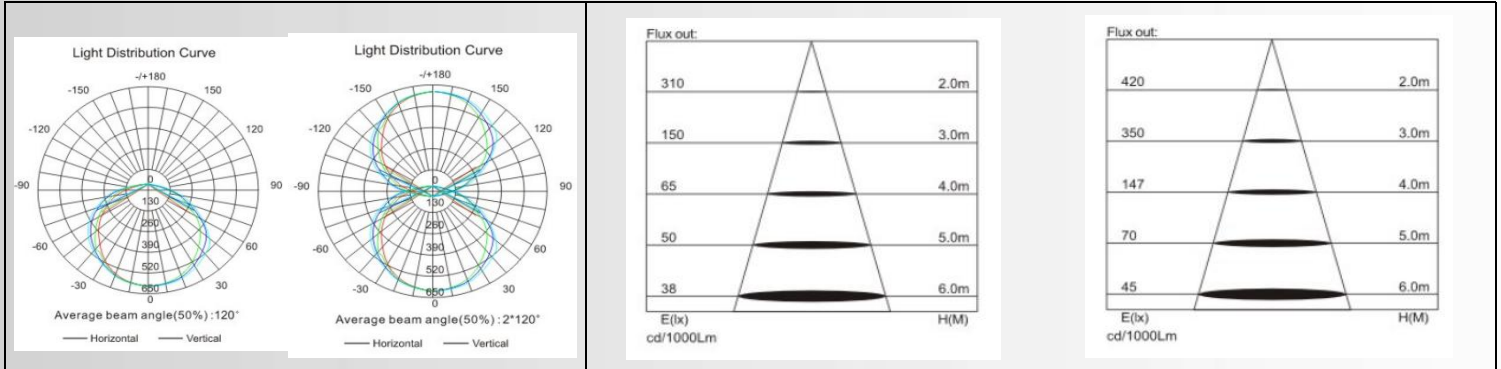 Light Distribution Curve
-/+180
-150 150
-120 120
-90 90
0
130
260
390
520
650
-60 60
-30 30
0
Average beam angle(50%) :120°
Horizontal Vertical
Light Distribution Curve
-/+180
-150 150
-120 120
-90 90
0
130
260
390
520
650
-60 60
-30 30
0
Average beam angle(50%) :2*120°
Horizontal Vertical
Flux out:
310 2.0m
150 3.0m
65 4.0m
50 5.0m
38 6.0m
E(lx) H(M)
cd/1000Lm
Flux out:
420 2.0m
350 3.0m
147 4.0m
70 5.0m
45 6.0m
E(lx) H(M)
cd/1000Lm